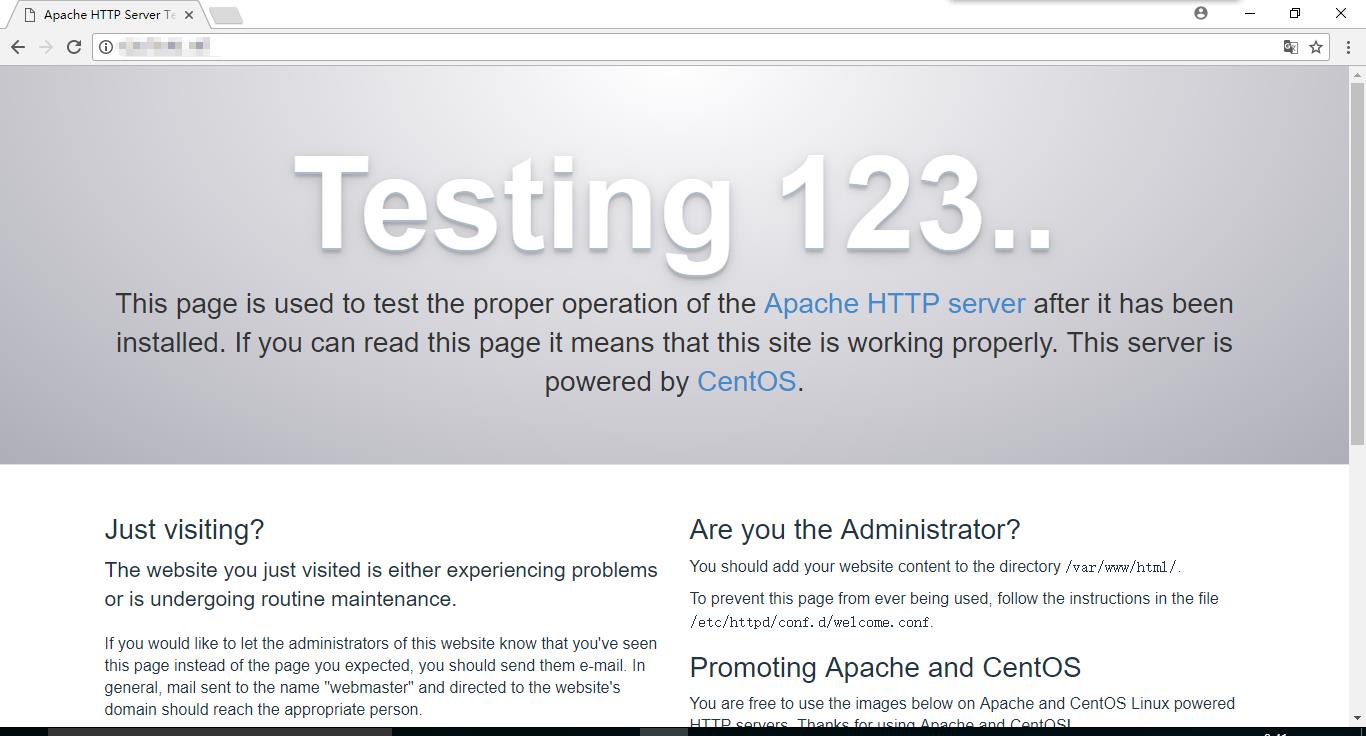 Apache HTTP Server Te
Testing 123..
This page is used to test the proper operation of the Apache HTTP server after it has been
installed. If you can read this page it means that this site is working properly. This server is
powered by CentOS.
Just visiting?
The website you just visited is either experiencing problems
or is undergoing routine maintenance.
If you would like to let the administrators of this website know that you've seen
this page instead of the page you expected, you should send them e-mail. In
general, mail sent to the name "webmaster" and directed to the website's
domain should reach the appropriate person.
Are you the Administrator?
You should add your website content to the directory /var/www/html/.
To prevent this page from ever being used, follow the instructions in the file
/etc/httpd/conf.d/welcome.conf.
Promoting Apache and CentOS
You are free to use the images below on Apache and CentOS Linux powered
HTTP servers. Thanks for using Apache and CentOS!